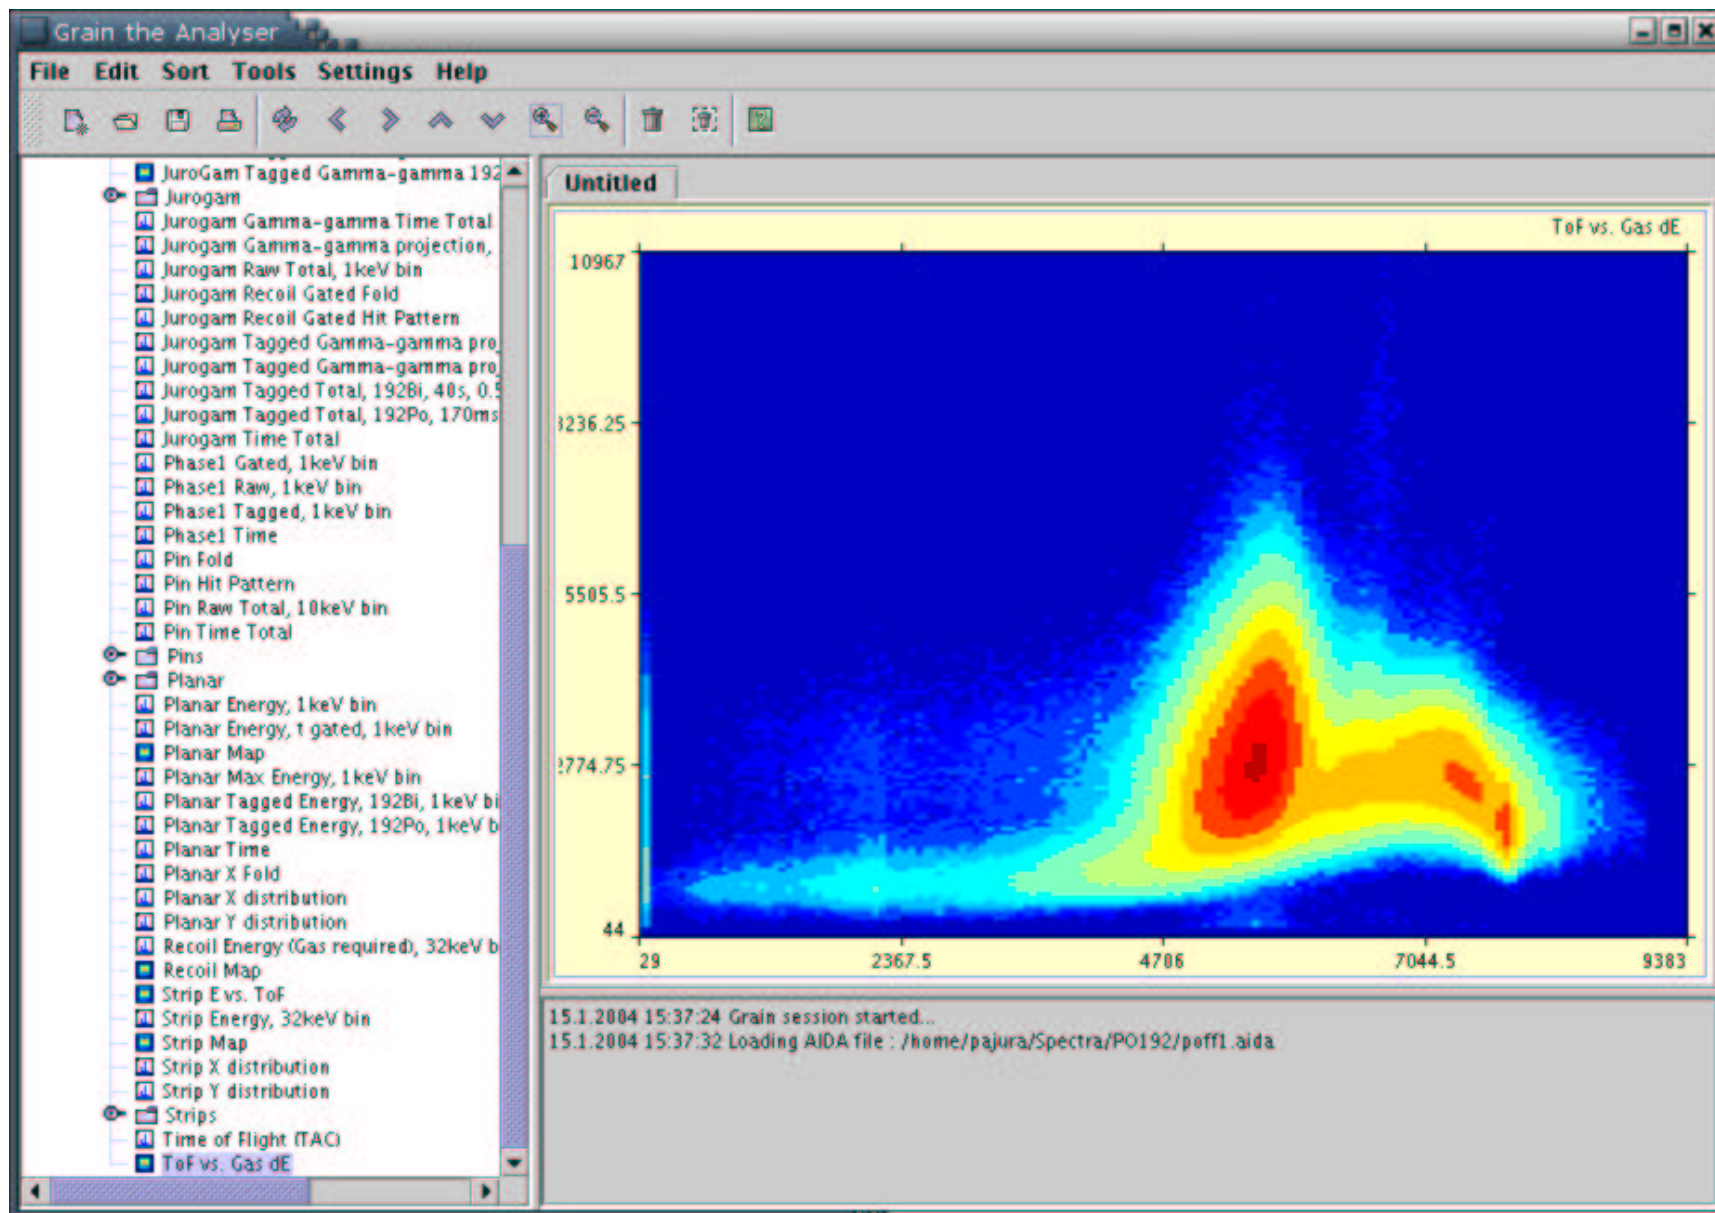 Grain the Analyser
File Edit Sort Tools Settings Help
JuroGam Tagged Gamma-gamma 192
Jurogam
Jurogam Gamma-gamma Time Total
Jurogam Gamma-gamma projection,
Jurogam Raw Total, 1keV bin
Jurogam Recoil Gated Fold
Jurogam Recoil Gated Hit Pattern
Jurogam Tagged Gamma-gamma pro
Jurogam Tagged Gamma-gamma pro
Jurogam Tagged Total, 192Bi, 40s, 0.5
Jurogam Tagged Total, 192Po, 170ms
Jurogam Time Total
Phase1 Gated, 1keV bin
Phase1 Raw, 1keV bin
Phase1 Tagged, 1keV bin
Phase1 Time
Pin Fold
Pin Hit Pattern
Pin Raw Total, 10keV bin
Pin Time Total
Pins
Planar
Planar Energy, 1keV bin
Planar Energy, t gated, 1keV bin
Planar Map
Planar Max Energy, 1keV bin
Planar Tagged Energy, 192Bi, 1keV bi
Planar Tagged Energy, 192Po, 1keV b
Planar Time
Planar X Fold
Planar X distribution
Planar Y distribution
Recoil Energy (Gas required), 32keV b
Recoil Map
Strip E vs. ToF
Strip Energy, 32keV bin
Strip Map
Strip X distribution
Strip Y distribution
Strips
Time of Flight (TAC)
ToF vs. Gas dE
Untitled
ToF vs. Gas dE
10967
8236.25
5505.5
2774.75
44
29 2367.5 4706 7044.5 9383
15.1.2004 15:37:24 Grain session started...
15.1.2004 15:37:32 Loading AIDA file : /home/pajura/Spectra/PO192/poff1.aida